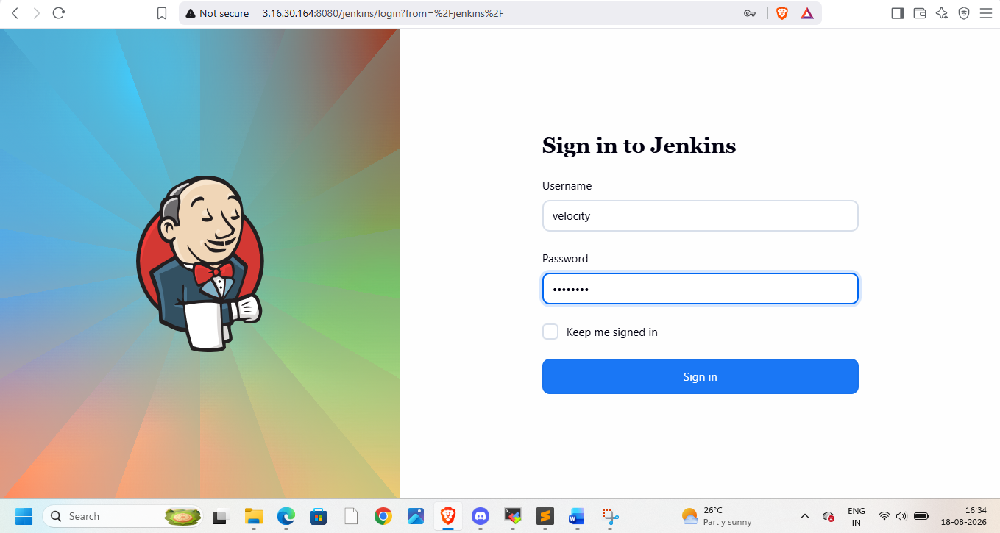 Not secure 3.16.30.164:8080/jenkins/login?from=%2Fjenkins%2F
Sign in to Jenkins
Username
velocity
Password
••••••••
Keep me signed in
Sign in
Search
26°C
Partly sunny
ENG
IN
16:34
18-08-2026